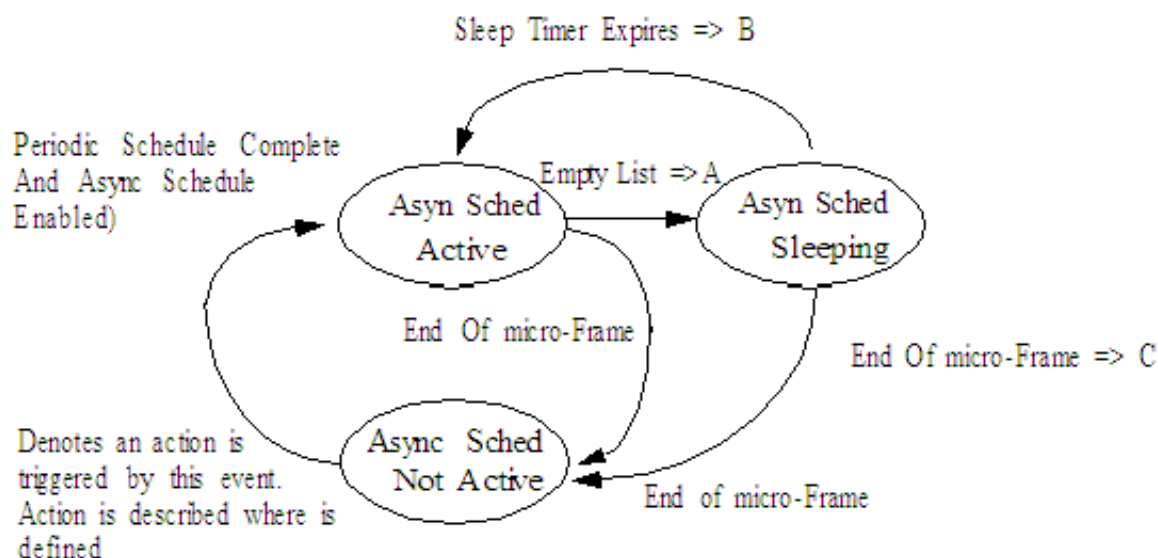 Sleep Timer Expires => B
Periodic Schedule Complete
And Async Schedule
Enabled)
Empty List => A
Asyn Sched
Active
Asyn Sched
Sleeping
End Of micro-Frame
End Of micro-Frame => C
Denotes an action is
triggered by this event.
Action is described where is
defined
Async Sched
Not Active
End of micro-Frame